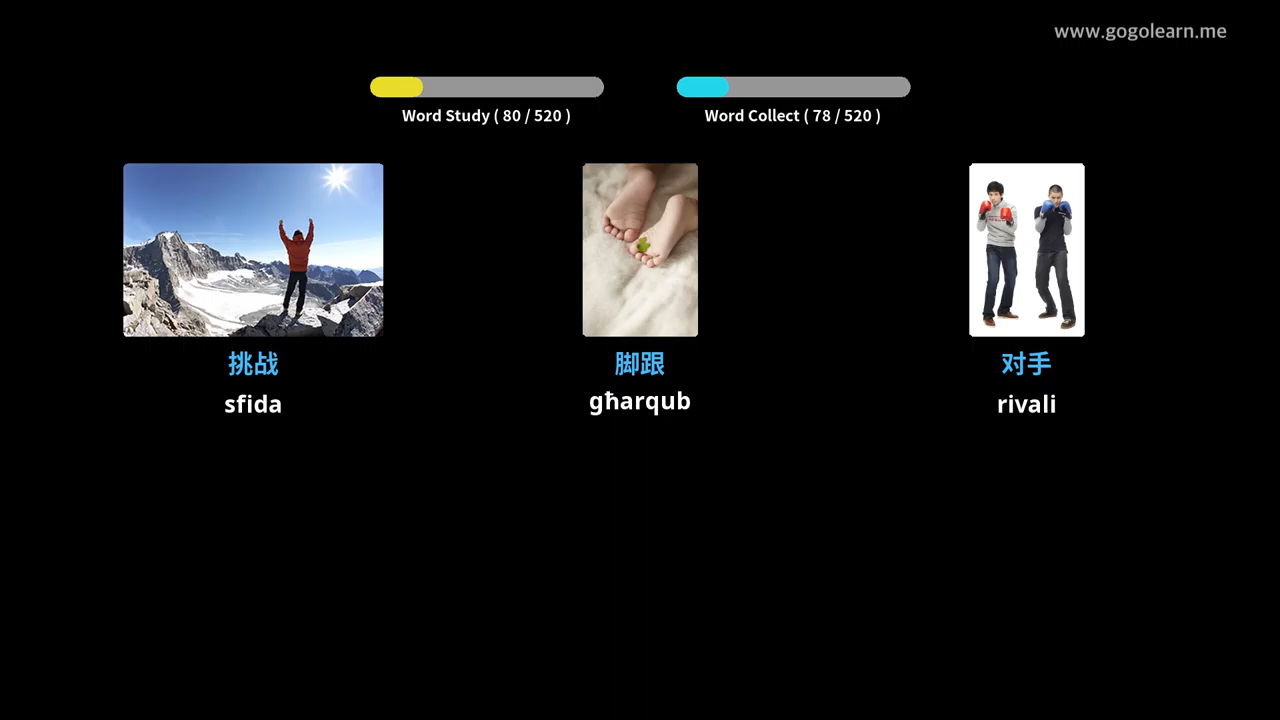 www.gogolearn.me
Word Study ( 80 / 520 )
Word Collect ( 78 / 520 )
挑战
脚跟
对手
sfida
għarqub
rivali